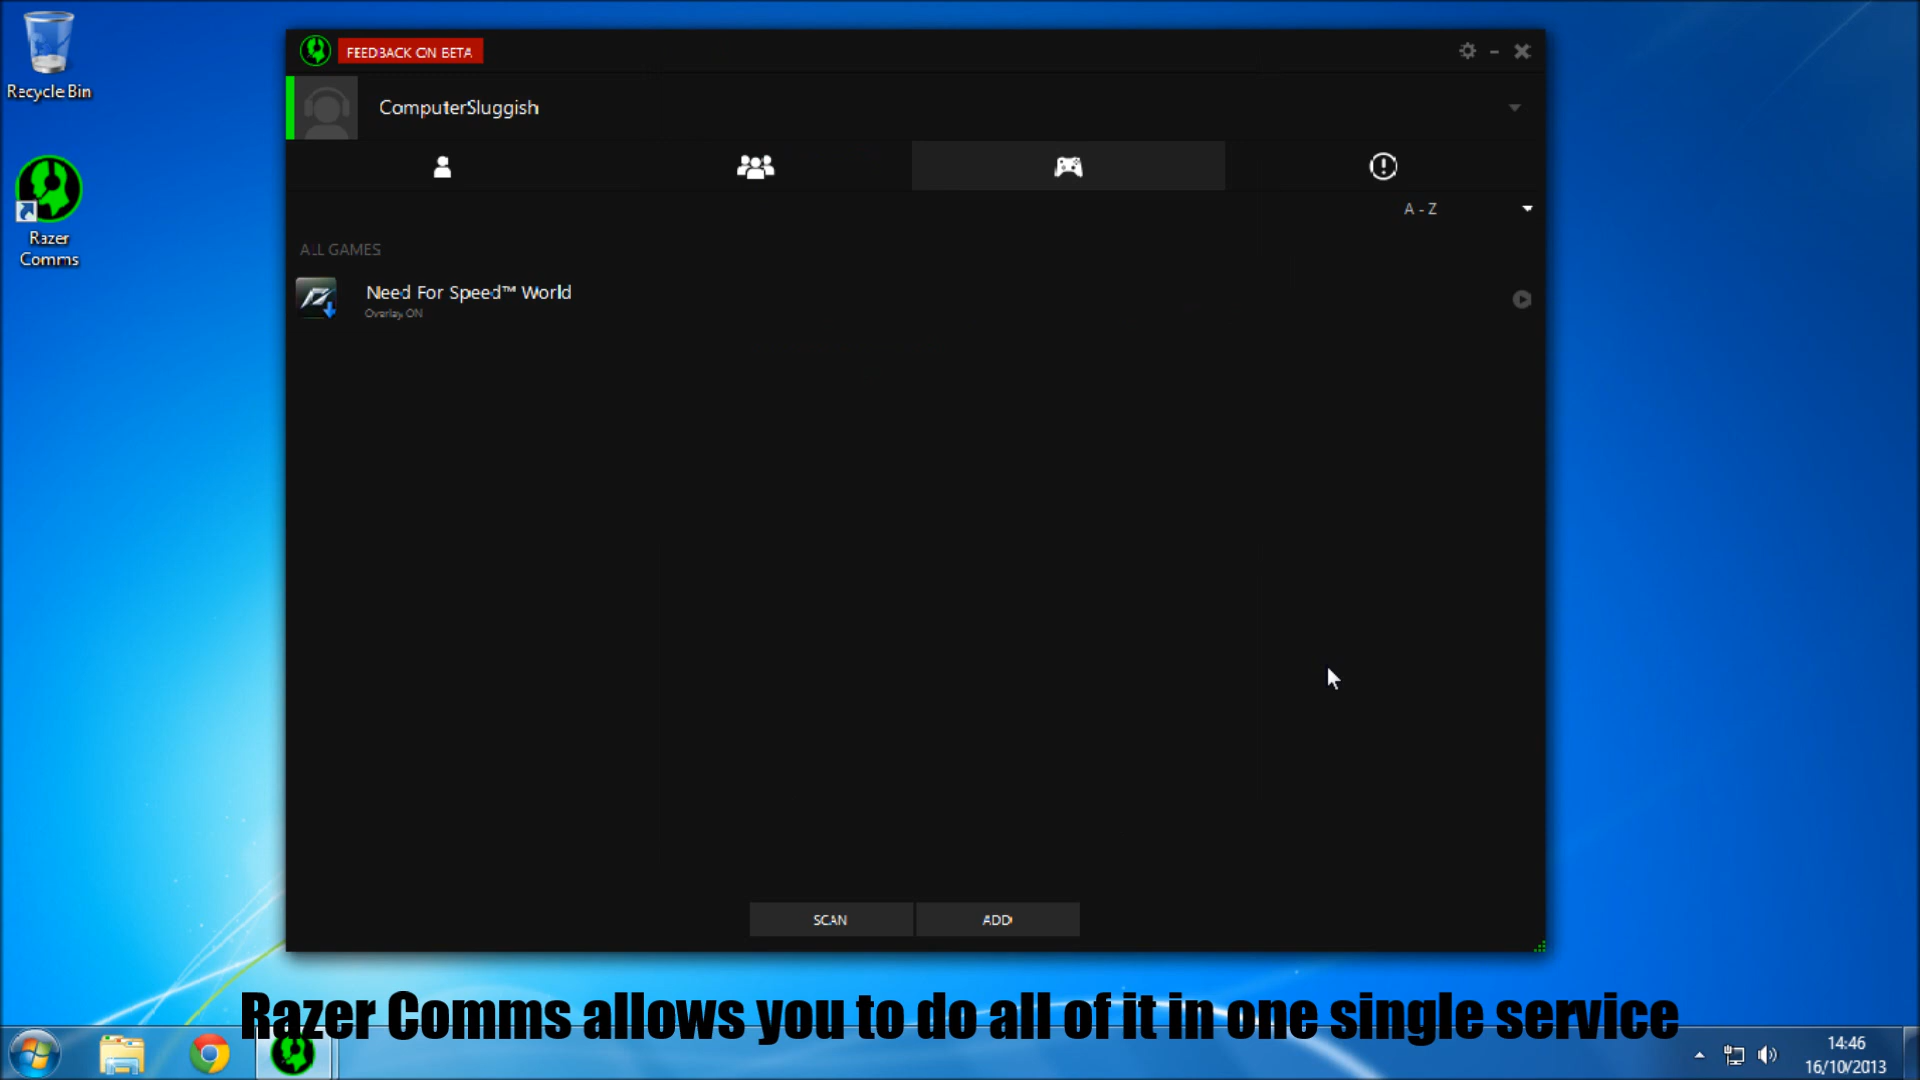 Recycle Bin
Razer
Comms
FEEDBACK ON BETA
ComputerSluggish
A - Z
ALL GAMES
Need For Speed™ World
Overlay ON
SCAN
ADD
Razer Comms allows you to do all of it in one single service
14:46
16/10/2013